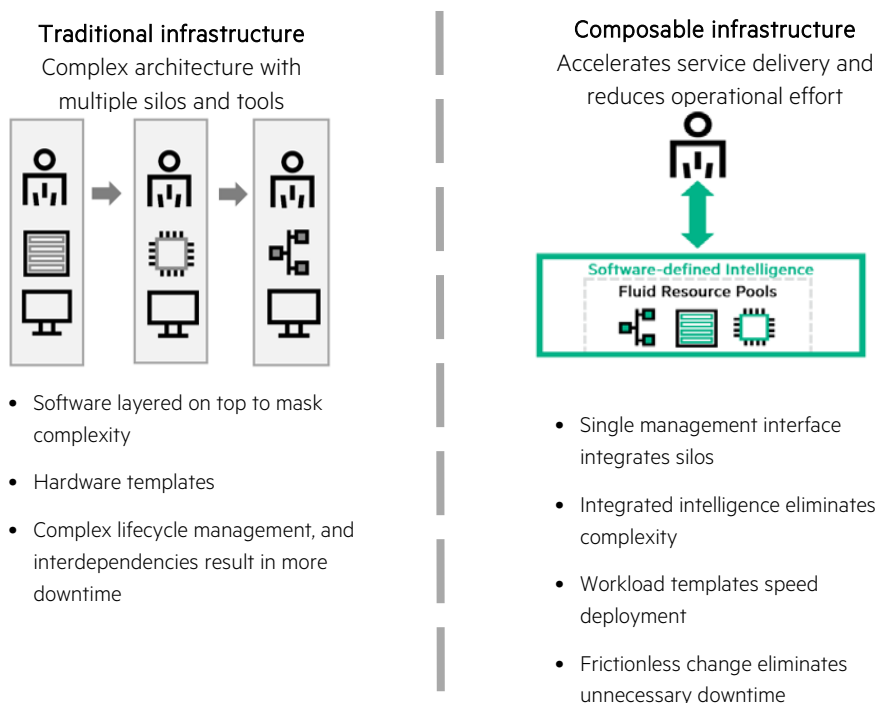 Traditional infrastructure
Complex architecture with
multiple silos and tools
• Software layered on top to mask
complexity
• Hardware templates
• Complex lifecycle management, and
interdependencies result in more
downtime
Composable infrastructure
Accelerates service delivery and
reduces operational effort
Software-defined Intelligence
Fluid Resource Pools
• Single management interface
integrates silos
• Integrated intelligence eliminates
complexity
• Workload templates speed
deployment
• Frictionless change eliminates
unnecessary downtime